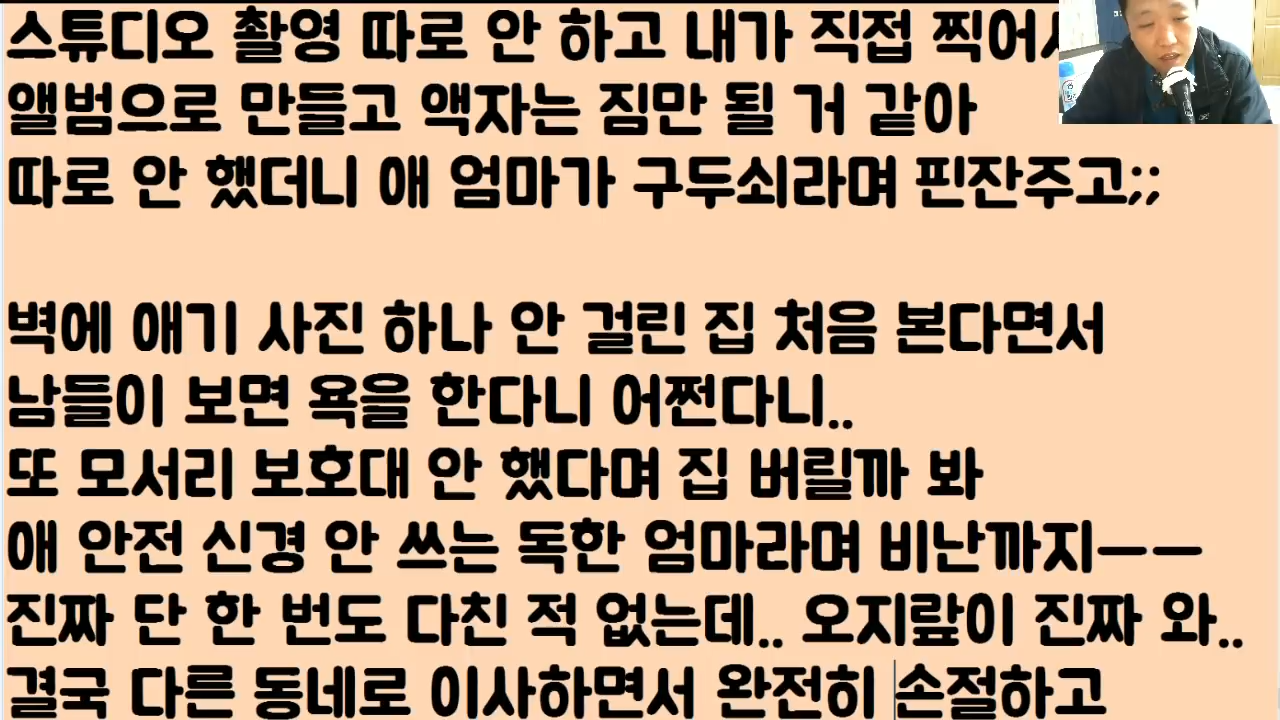 스튜디오 촬영 따로 안 하고 내가 직접
앨범으로 만들고 액자는 짐만 될 거 같아
따로 안 했더니 애 엄마가 구두쇠라며 핀잔주고;;
벽에 애기 사진 하나 안 걸린 집 처음 본다면서
남들이 보면 욕을 한다니 어쩐다니..
또 모서리 보호대 안 했다며 집 버릴까 봐
애 안전 신경 안 쓰는 독한 엄마라며 비난까지ㅡㅡ
진짜 단 한 번도 다친 적 없는데.. 오지랖이 진짜 와..
결국 다른 동네로 이사하면서 완전히 손절하고